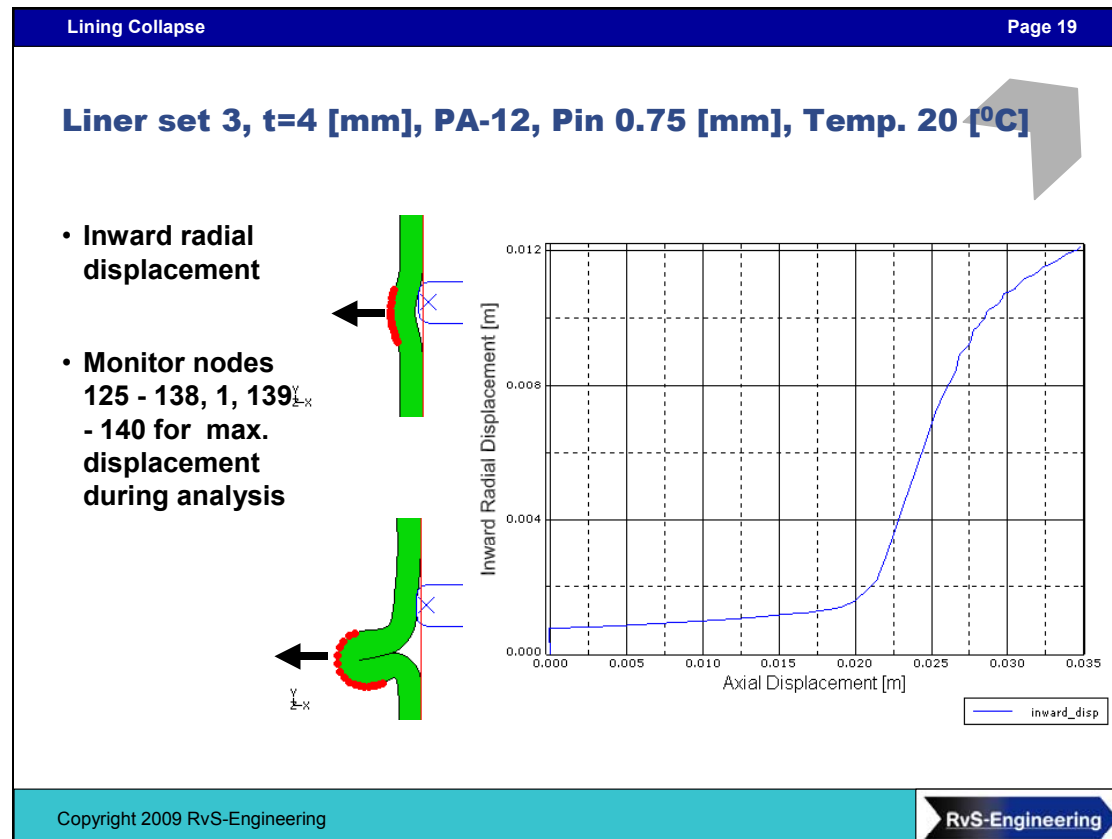 Lining Collapse Page 19
Liner set 3, t=4 [mm], PA-12, Pin 0.75 [mm], Temp. 20 [⁰C]
• Inward radial
displacement
• Monitor nodes
125 - 138, 1, 139
- 140 for max.
displacement
during analysis
Y
Z-X
Y
Z-X
Inward Radial Displacement [m]
0.012
0.008
0.004
0.000
0.000 0.005 0.010 0.015 0.020 0.025 0.030 0.035
Axial Displacement [m]
inward_disp
Copyright 2009 RvS-Engineering
RvS-Engineering